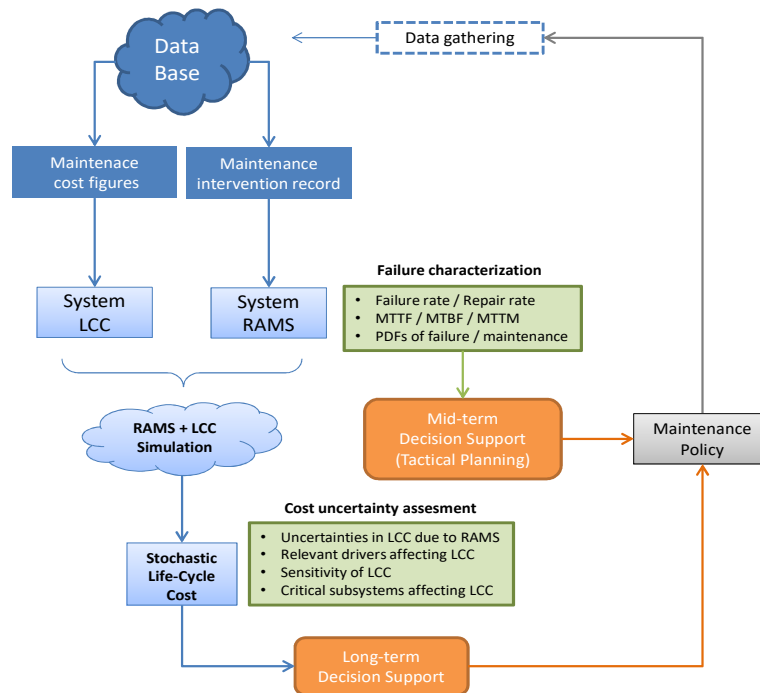 Data
Base
Data gathering
Maintenace
cost figures
Maintenance
intervention record
System
LCC
System
RAMS
Failure characterization
• Failure rate / Repair rate
• MTTF / MTBF / MTTM
• PDFs of failure / maintenance
RAMS + LCC
Simulation
Mid-term
Decision Support
(Tactical Planning)
Maintenance
Policy
Cost uncertainty assesment
• Uncertainties in LCC due to RAMS
• Relevant drivers affecting LCC
• Sensitivity of LCC
• Critical subsystems affecting LCC
Stochastic
Life-Cycle
Cost
Long-term
Decision Support